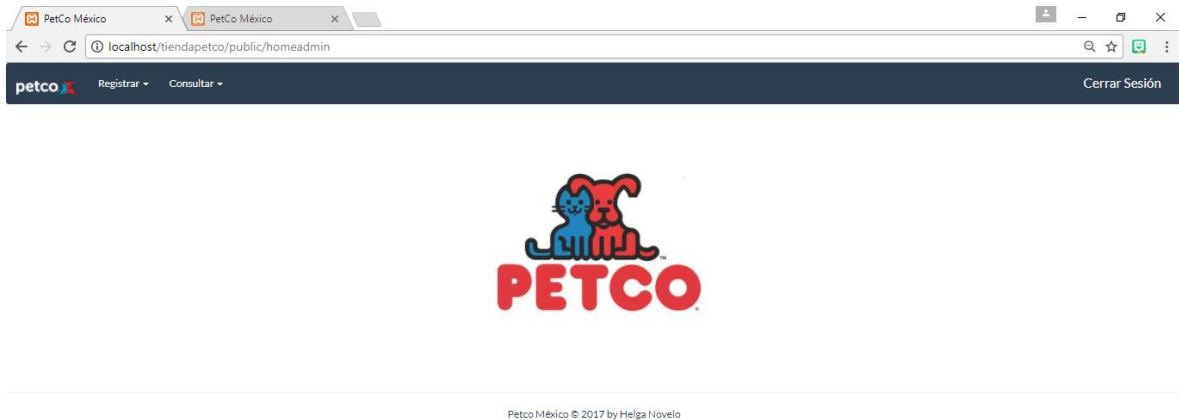 PetCo México
PetCo México
localhost/tiendapetco/public/homeadmin
petco Registrar Consultar Cerrar Sesión
PETCO
Petco México © 2017 by Helga Novelo